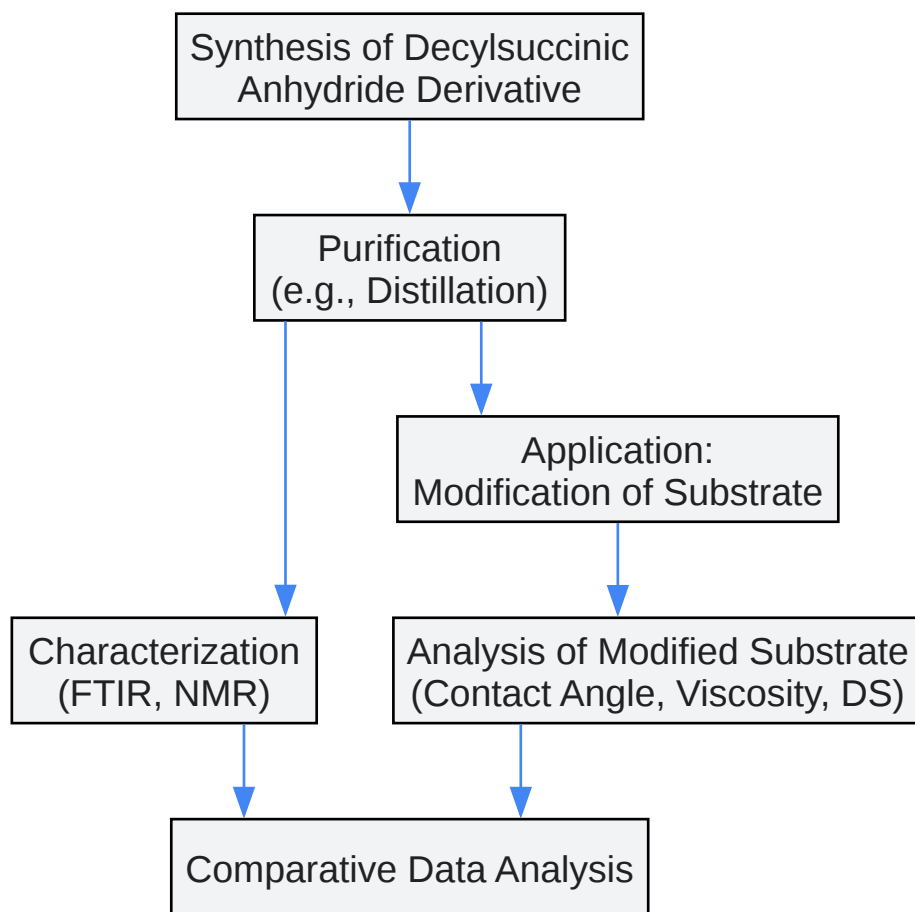 Synthesis of Decylsuccinic
Anhydride Derivative
Purification
(e.g., Distillation)
Application:
Modification of Substrate
Characterization
(FTIR, NMR)
Analysis of Modified Substrate
(Contact Angle, Viscosity, DS)
Comparative Data Analysis